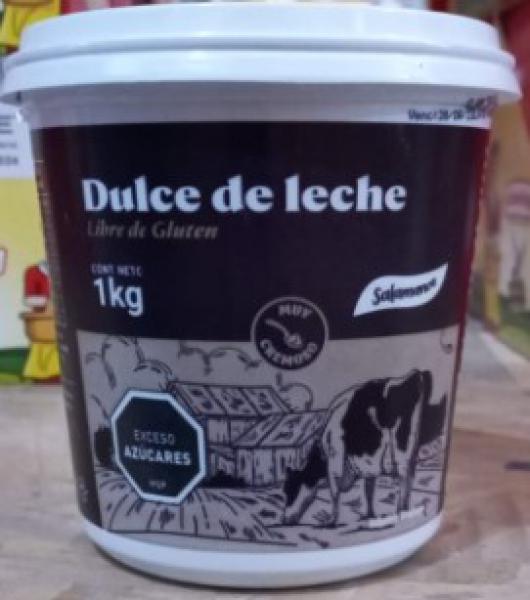 Dulce de leche
Libre de Gluten
CONT NETO
1kg
Salamanca
MUY
CREMOSO
EXCESO
AZÚCARES
MSP